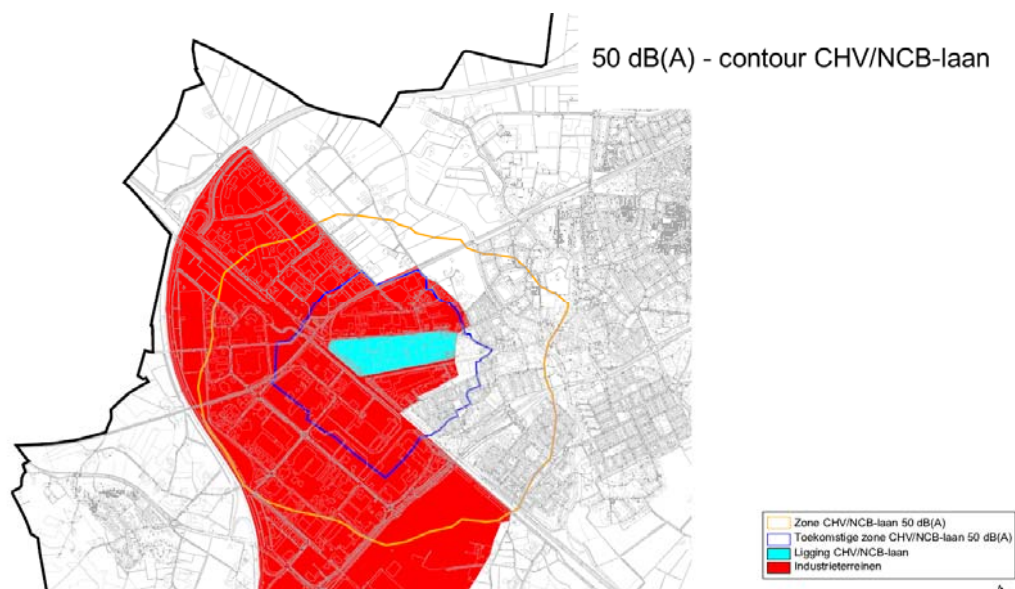 50 dB(A) - contour CHV/NCB-laan
Zone CHV/NCB-laan 50 dB(A)
Toekomstige zone CHV/NCB-laan 50 dB(A)
Ligging CHV/NCB-laan
Industrieterreinen